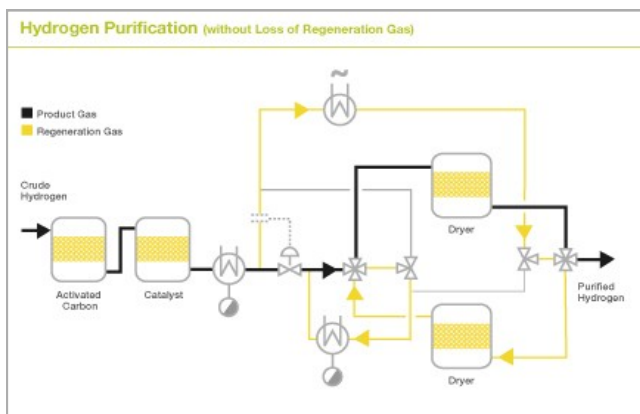 Hydrogen Purification (without Loss of Regeneration Gas)
Product Gas
Regeneration Gas
Crude
Hydrogen
Dryer
Activated
Carbon
Catalyst
Purified
Hydrogen
Dryer